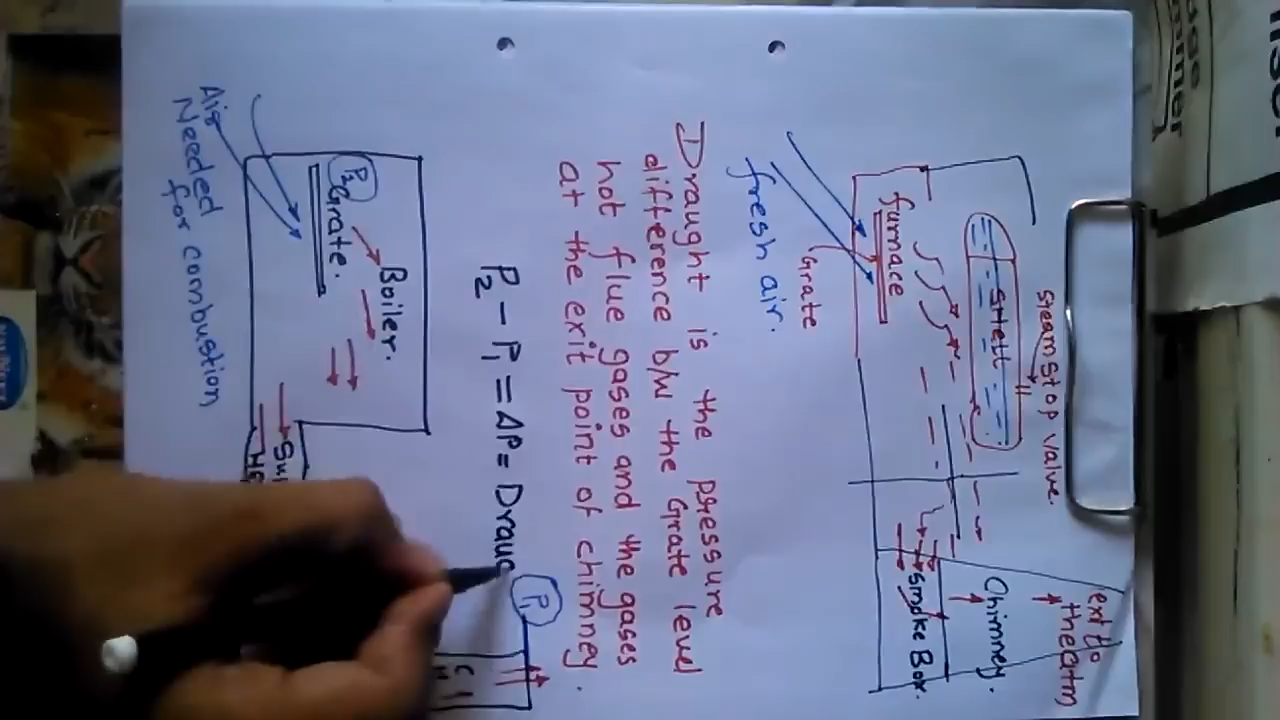 steam stop valve.
ext to
the atm
Shell
Chimney.
furnace
Smoke Box.
Grate
fresh air.
Draught is the pressure
difference b/w the Grate level
hot flue gases and the gases
at the exit point of chimney.
P1
P2 - P1 = ΔP = Draug
Boiler.
P2
Grate.
Air
Needed
for combustion